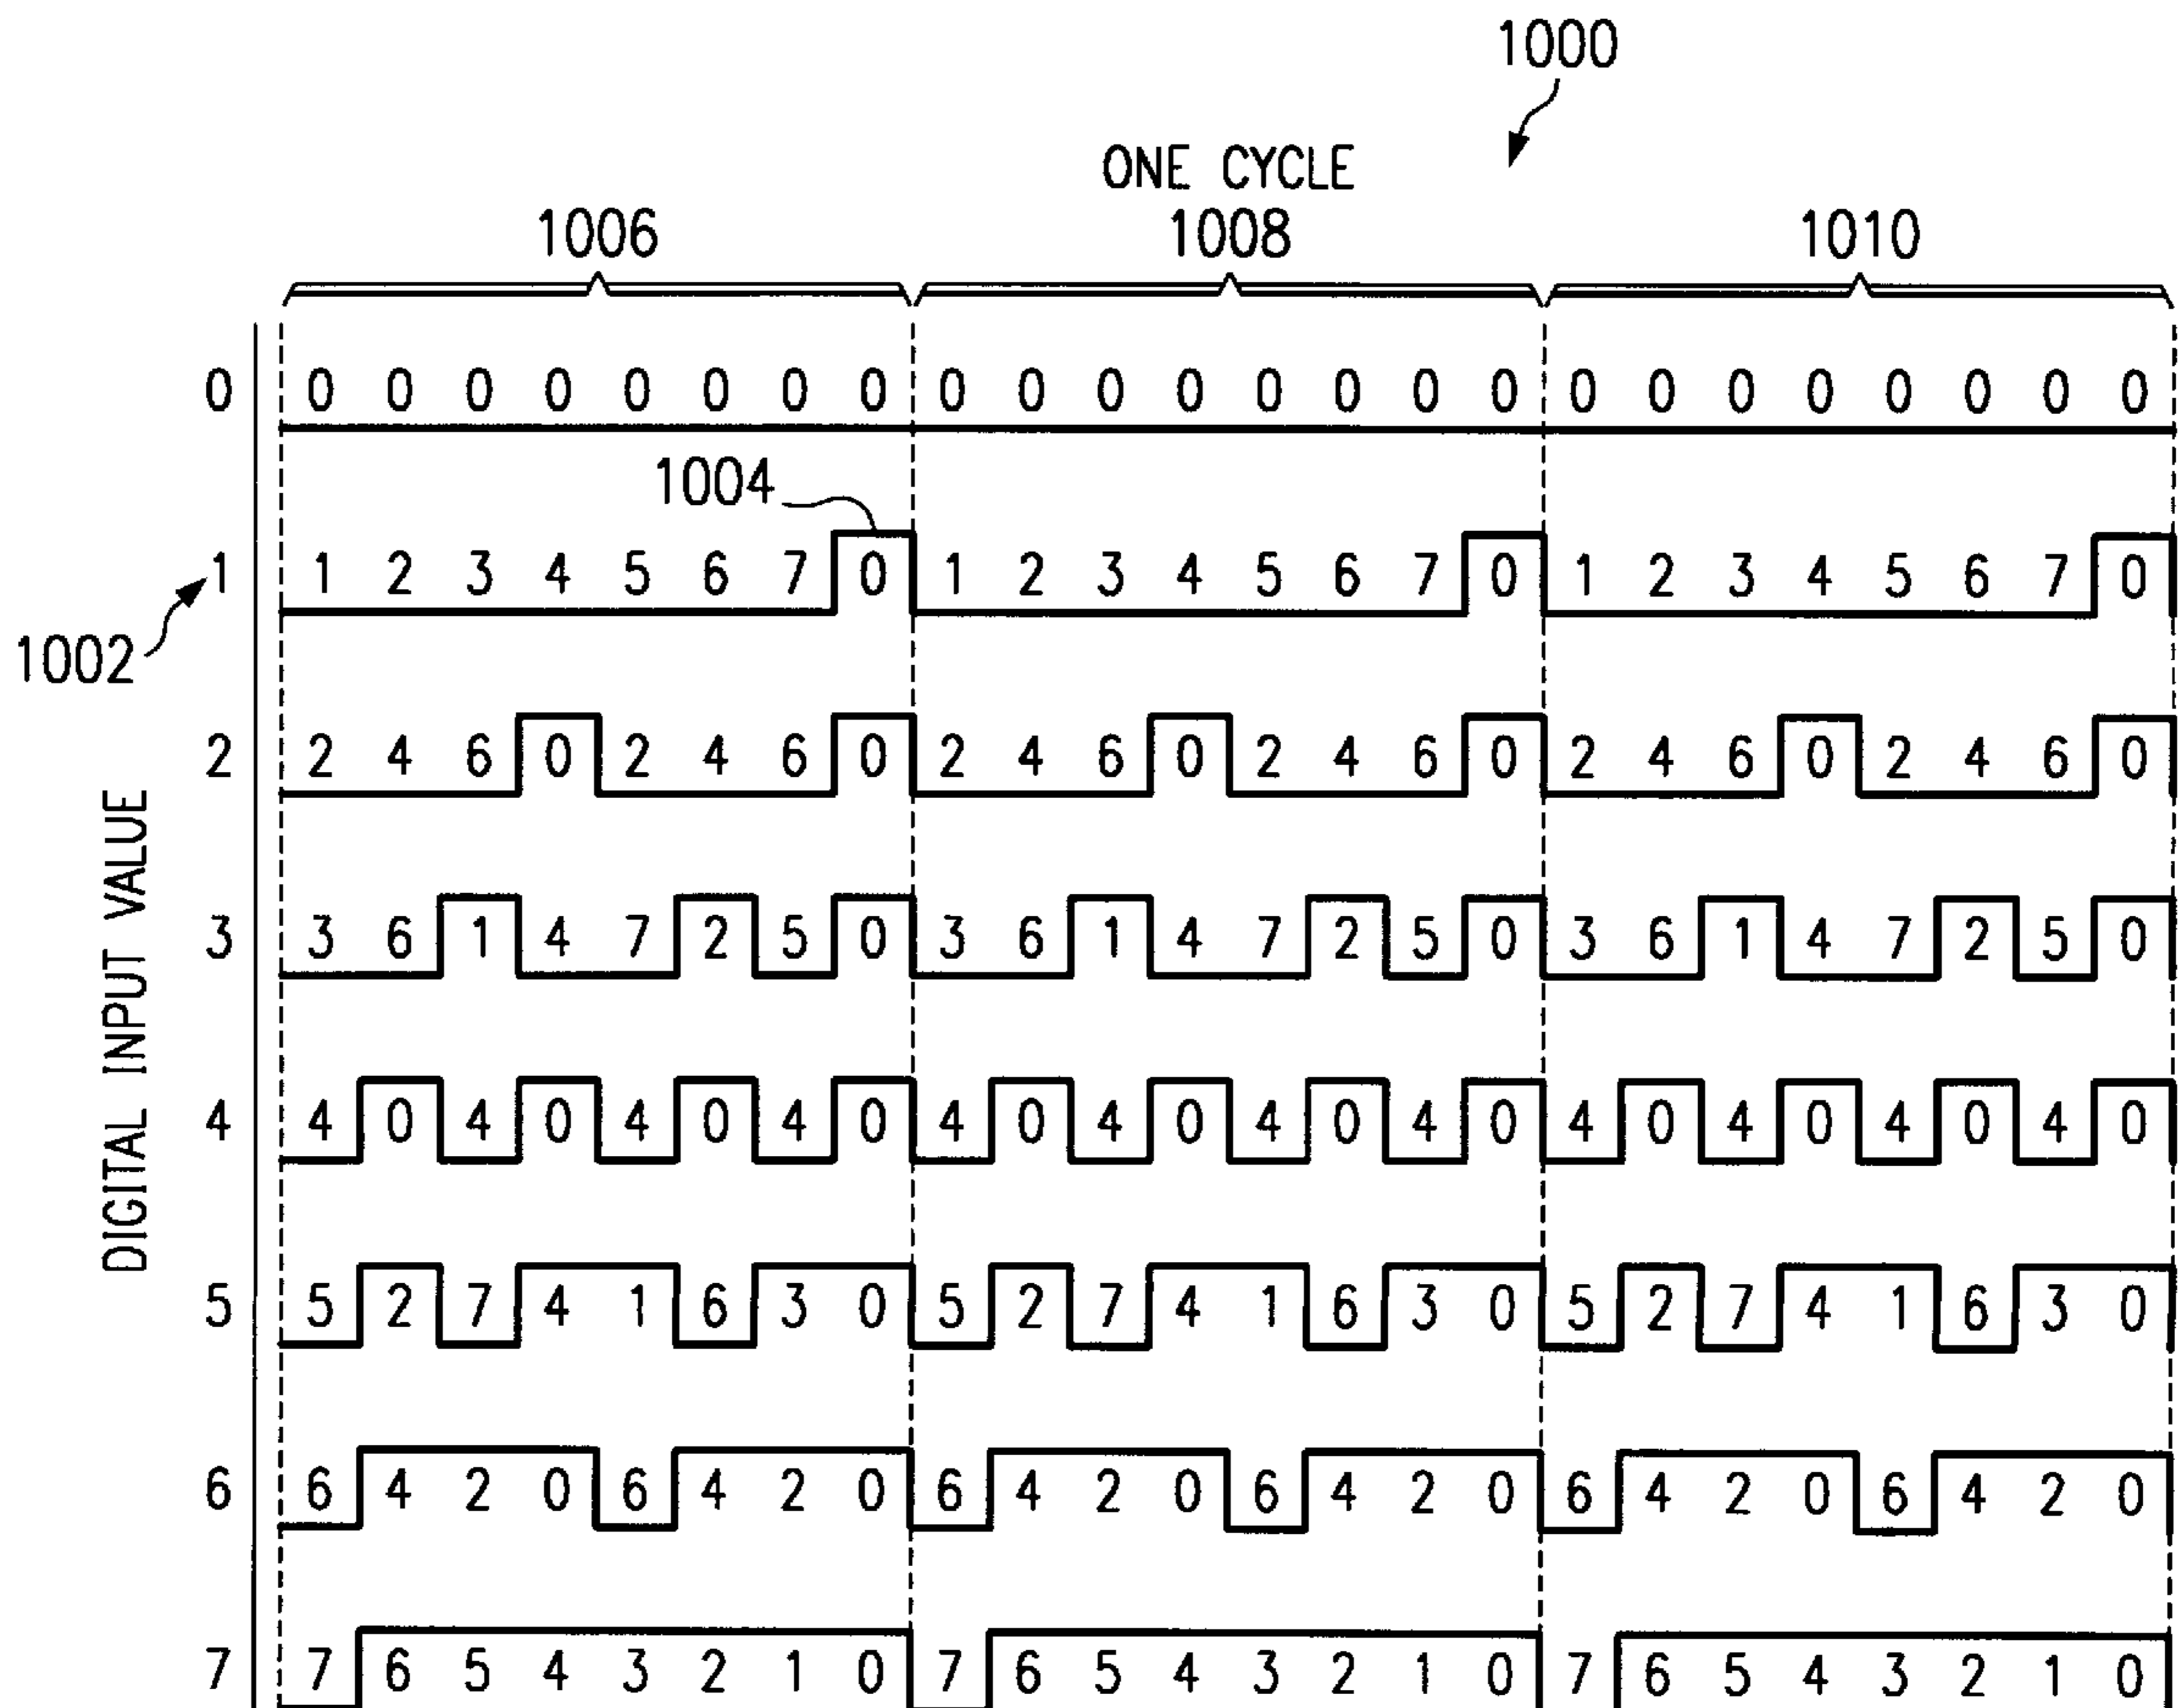 1000
ONE CYCLE
1006 1008 1010
0 0 0 0 0 0 0 0 0 0 0 0 0 0 0 0 0 0 0 0 0 0 0 0 0
1004
1 1 2 3 4 5 6 7 0 1 2 3 4 5 6 7 0 1 2 3 4 5 6 7 0
1002
2 2 4 6 0 2 4 6 0 2 4 6 0 2 4 6 0 2 4 6 0 2 4 6 0
DIGITAL INPUT VALUE
3 3 6 1 4 7 2 5 0 3 6 1 4 7 2 5 0 3 6 1 4 7 2 5 0
4 4 0 4 0 4 0 4 0 4 0 4 0 4 0 4 0 4 0 4 0 4 0 4 0
5 5 2 7 4 1 6 3 0 5 2 7 4 1 6 3 0 5 2 7 4 1 6 3 0
6 6 4 2 0 6 4 2 0 6 4 2 0 6 4 2 0 6 4 2 0 6 4 2 0
7 7 6 5 4 3 2 1 0 7 6 5 4 3 2 1 0 7 6 5 4 3 2 1 0